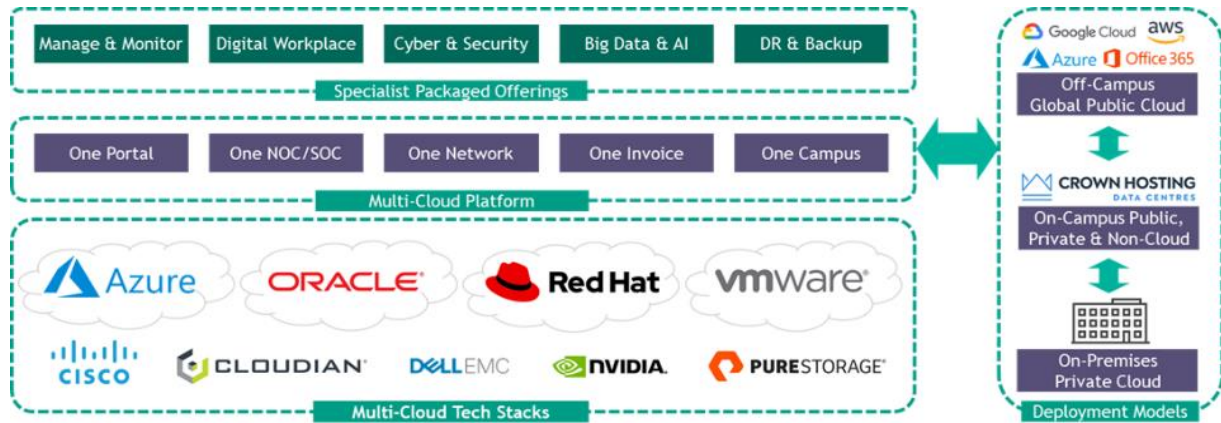 Manage & Monitor
Digital Workplace
Cyber & Security
Big Data & AI
DR & Backup
Specialist Packaged Offerings
One Portal
One NOC/SOC
One Network
One Invoice
One Campus
Multi-Cloud Platform
Azure
ORACLE®
Red Hat
vmware®
CISCO
CLOUDIAN®
DELLEMC
NVIDIA.
PURESTORAGE®
Multi-Cloud Tech Stacks
Google Cloud
aws
Azure
Office 365
Off-Campus
Global Public Cloud
CROWN HOSTING
DATA CENTRES
On-Campus Public,
Private & Non-Cloud
On-Premises
Private Cloud
Deployment Models